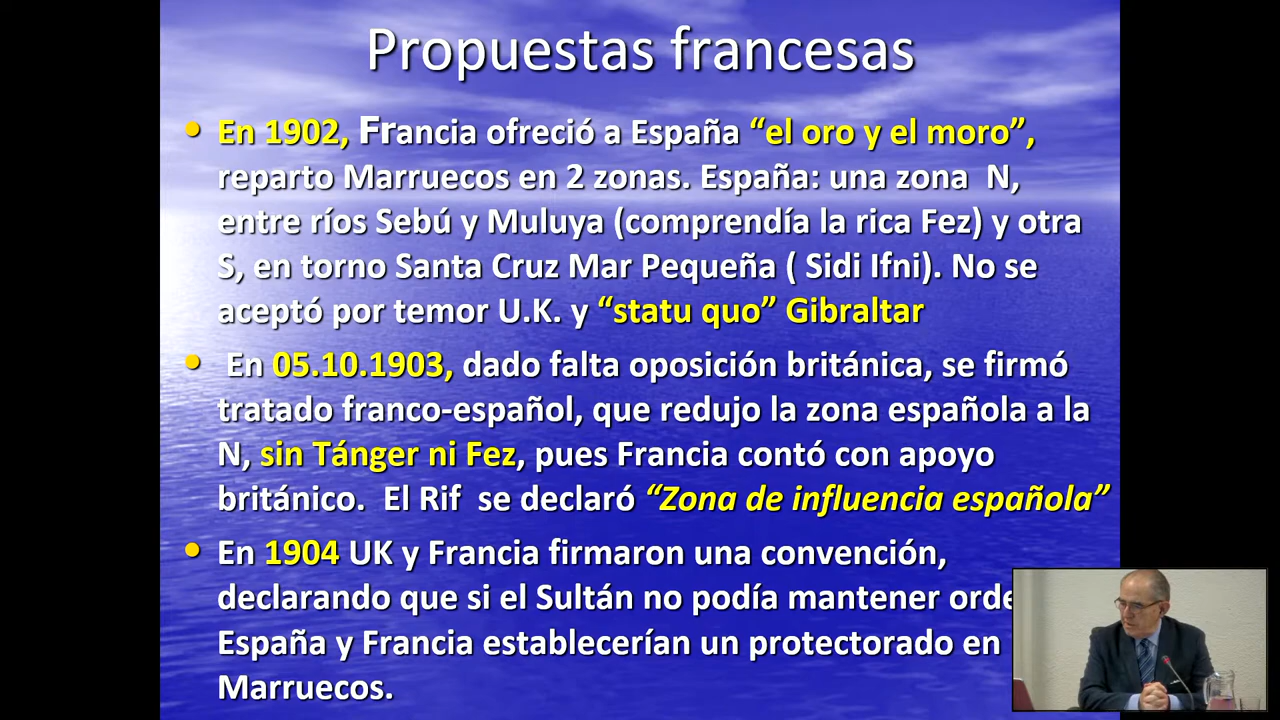 Propuestas francesas
• En 1902, Francia ofreció a España “el oro y el moro”,
reparto Marruecos en 2 zonas. España: una zona N,
entre ríos Sebú y Muluya (comprendía la rica Fez) y otra
S, en torno Santa Cruz Mar Pequeña ( Sidi Ifni). No se
aceptó por temor U.K. y “statu quo” Gibraltar
• En 05.10.1903, dado falta oposición británica, se firmó
tratado franco-español, que redujo la zona española a la
N, sin Tánger ni Fez, pues Francia contó con apoyo
británico. El Rif se declaró “Zona de influencia española”
• En 1904 UK y Francia firmaron una convención,
declarando que si el Sultán no podía mantener
España y Francia establecerían un protectorado en
Marruecos.